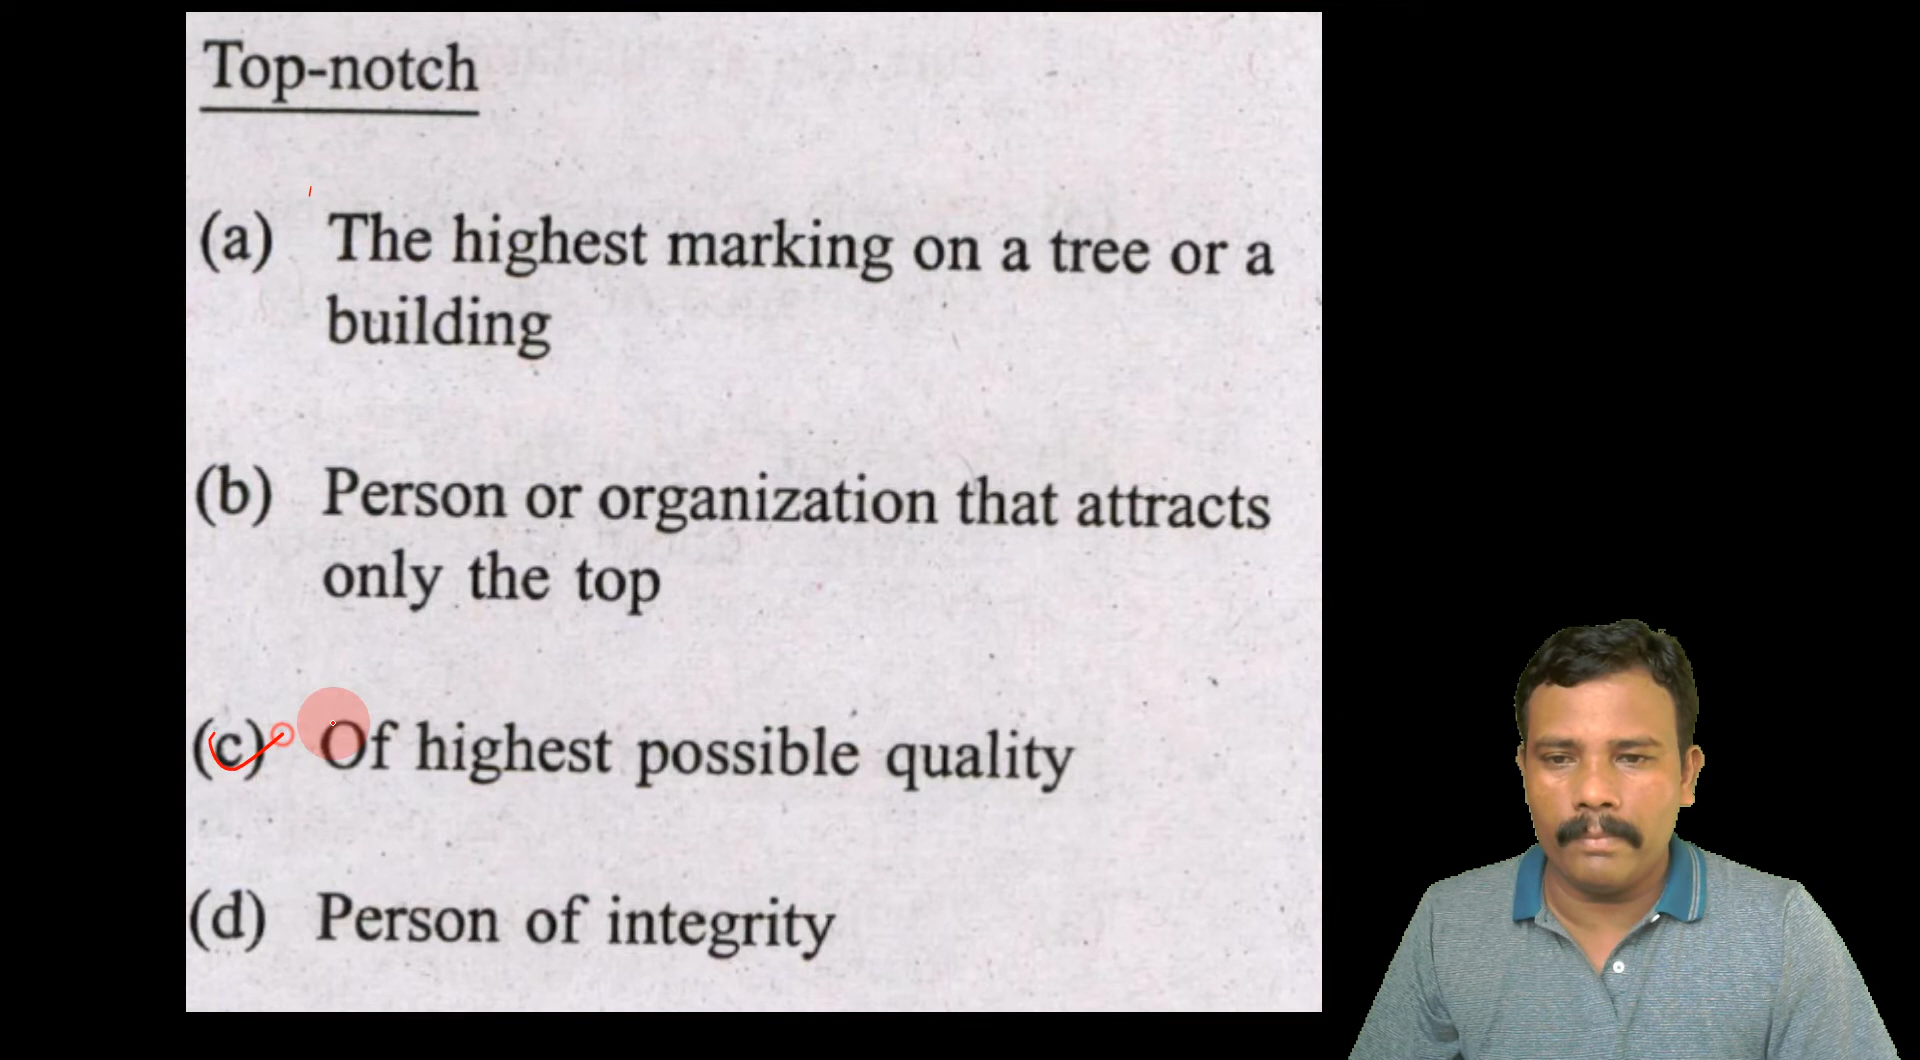 Top-notch
(a) The highest marking on a tree or a
building
(b) Person or organization that attracts
only the top
(c) Of highest possible quality
(d) Person of integrity